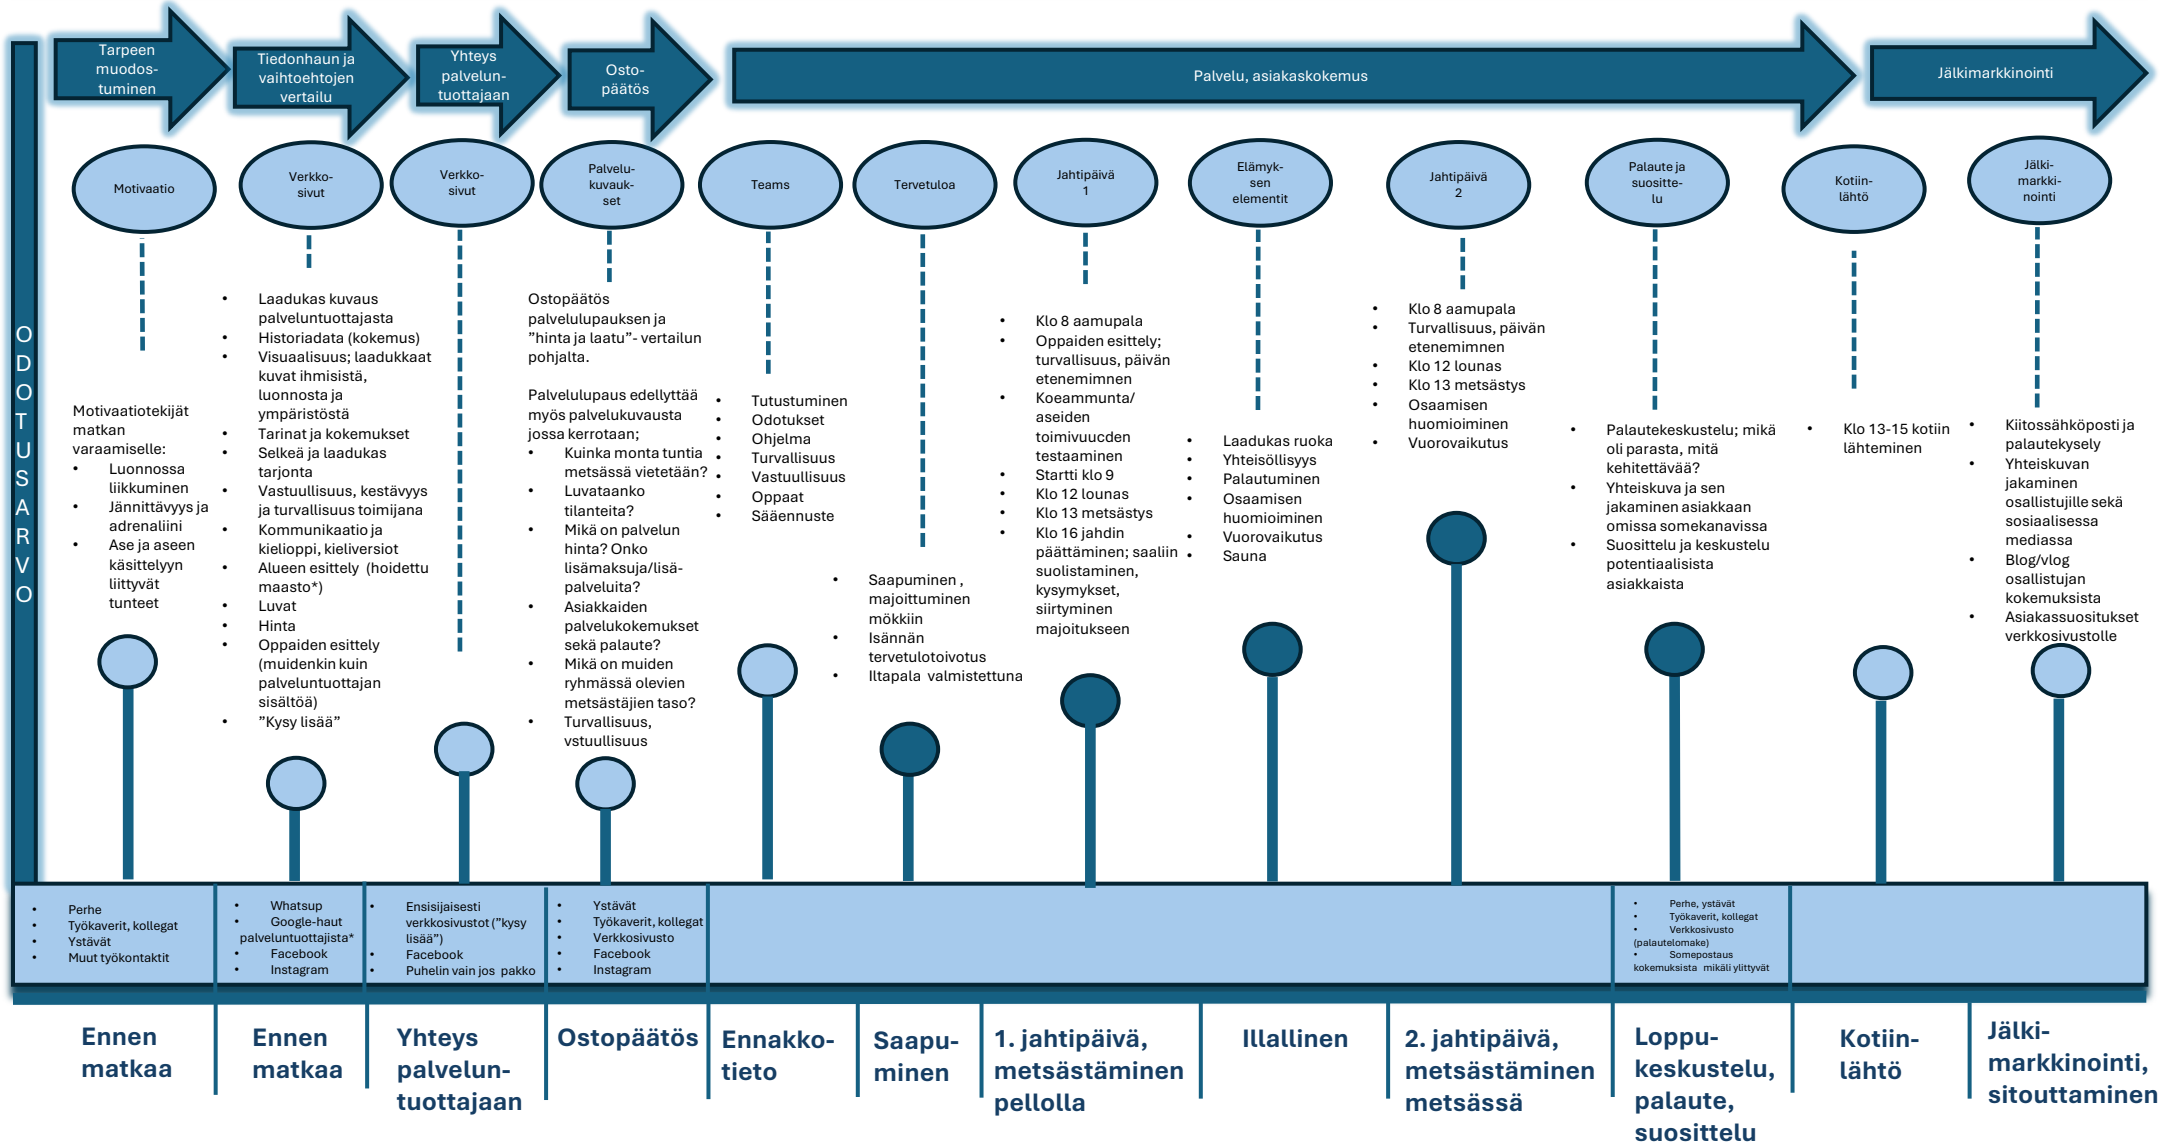 Tarpeen
muodos-
tuminen
Tiedonhaun ja
vaihtoehtojen
vertailu
Yhteys
palvelun-
tuottajaan
Osto-
päätös
Palvelu, asiakaskokemus
Jälkimarkkinointi
ODOTUSARVO
Motivaatio
Verkko-
sivut
Verkko-
sivut
Palvelu-
kuvauk-
set
Teams
Tervetuloa
Jahtipäivä
1
Elämyk-
sen
elementit
Jahtipäivä
2
Palaute ja
suositte-
lu
Kotiin-
lähtö
Jälki-
markki-
nointi
Motivaatiotekijät
matkan
varaamiselle:
• Luonnossa
liikkuminen
• Jännittävyys ja
adrenaliini
• Ase ja aseen
käsittelyyn
liittyvät
tunteet
• Laadukas kuvaus
palveluntuottajasta
• Historiadata (kokemus)
• Visuaalisuus; laadukkaat
kuvat ihmisistä,
luonnosta ja
ympäristöstä
• Tarinat ja kokemukset
• Selkeä ja laadukas
tarjonta
• Vastuullisuus, kestävyys
ja turvallisuus toimijana
• Kommunikaatio ja
kielioppi, kieliversiot
• Alueen esittely (hoidettu
maasto*)
• Luvat
• Hinta
• Oppaiden esittely
(muidenkin kuin
palveluntuottajan
sisältöä)
• ”Kysy lisää”
Ostopäätös
palvelulupauksen ja
”hinta ja laatu”- vertailun
pohjalta.
Palvelulupaus edellyttää
myös palvelukuvausta
jossa kerrotaan;
• Kuinka monta tuntia
metsässä vietetään?
• Luvataanko
tilanteita?
• Mikä on palvelun
hinta? Onko
lisämaksuja/lisä-
palveluita?
• Asiakkaiden
palvelukokemukset
sekä palaute?
• Mikä on muiden
ryhmässä olevien
metsästäjien taso?
• Turvallisuus,
vstuullisuus
• Tutustuminen
• Odotukset
• Ohjelma
• Turvallisuus
• Vastuullisuus
• Oppaat
• Sääennuste
• Saapuminen ,
majoittuminen
mökkiin
• Isännän
tervetulotoivotus
• Iltapala valmistettuna
• Klo 8 aamupala
• Oppaiden esittely;
turvallisuus, päivän
etenemimnen
• Koeammunta/
aseiden
toimivuucden
testaaminen
• Startti klo 9
• Klo 12 lounas
• Klo 13 metsästys
• Klo 16 jahdin
päättäminen; saaliin
suolistaminen,
kysymykset,
siirtyminen
majoitukseen
• Laadukas ruoka
• Yhteisöllisyys
• Palautuminen
• Osaamisen
huomioiminen
• Vuorovaikutus
• Sauna
• Klo 8 aamupala
• Turvallisuus, päivän
etenemimnen
• Klo 12 lounas
• Klo 13 metsästys
• Osaamisen
huomioiminen
• Vuorovaikutus
• Palautekeskustelu; mikä
oli parasta, mitä
kehitettävää?
• Yhteiskuva ja sen
jakaminen asiakkaan
omissa somekanavissa
• Suosittelu ja keskustelu
potentiaalisista
asiakkaista
• Klo 13-15 kotiin
lähteminen
• Kiitossähköposti ja
palautekysely
• Yhteiskuvan
jakaminen
osallistujille sekä
sosiaalisessa
mediassa
• Blog/vlog
osallistujan
kokemuksista
• Asiakassuositukset
verkkosivustolle
• Perhe
• Työkaverit, kollegat
• Ystävät
• Muut työkontaktit
• Whatsup
• Google-haut
palveluntuottajista*
• Facebook
• Instagram
• Ensisijaisesti
verkkosivustot (”kysy
lisää”)
• Facebook
• Puhelin vain jos pakko
• Ystävät
• Työkaverit, kollegat
• Verkkosivusto
• Facebook
• Instagram
• Perhe, ystävät
• Työkaverit, kollegat
• Verkkosivusto
(palautelomake)
• Somepostaus
kokemuksista mikäli ylittyvät
Ennen
matkaa
Ennen
matkaa
Yhteys
palvelun-
tuottajaan
Ostopäätös
Ennakko-
tieto
Saapu-
minen
1. jahtipäivä,
metsästäminen
pellolla
Illallinen
2. jahtipäivä,
metsästäminen
metsässä
Loppu-
keskustelu,
palaute,
suosittelu
Kotiin-
lähtö
Jälki-
markkinointi,
sitouttaminen